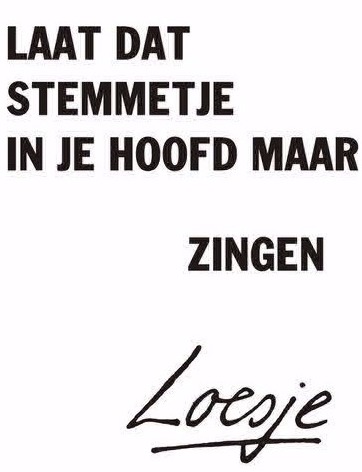 LAAT DAT
STEMMETJE
IN JE HOOFD MAAR
ZINGEN
Loesje